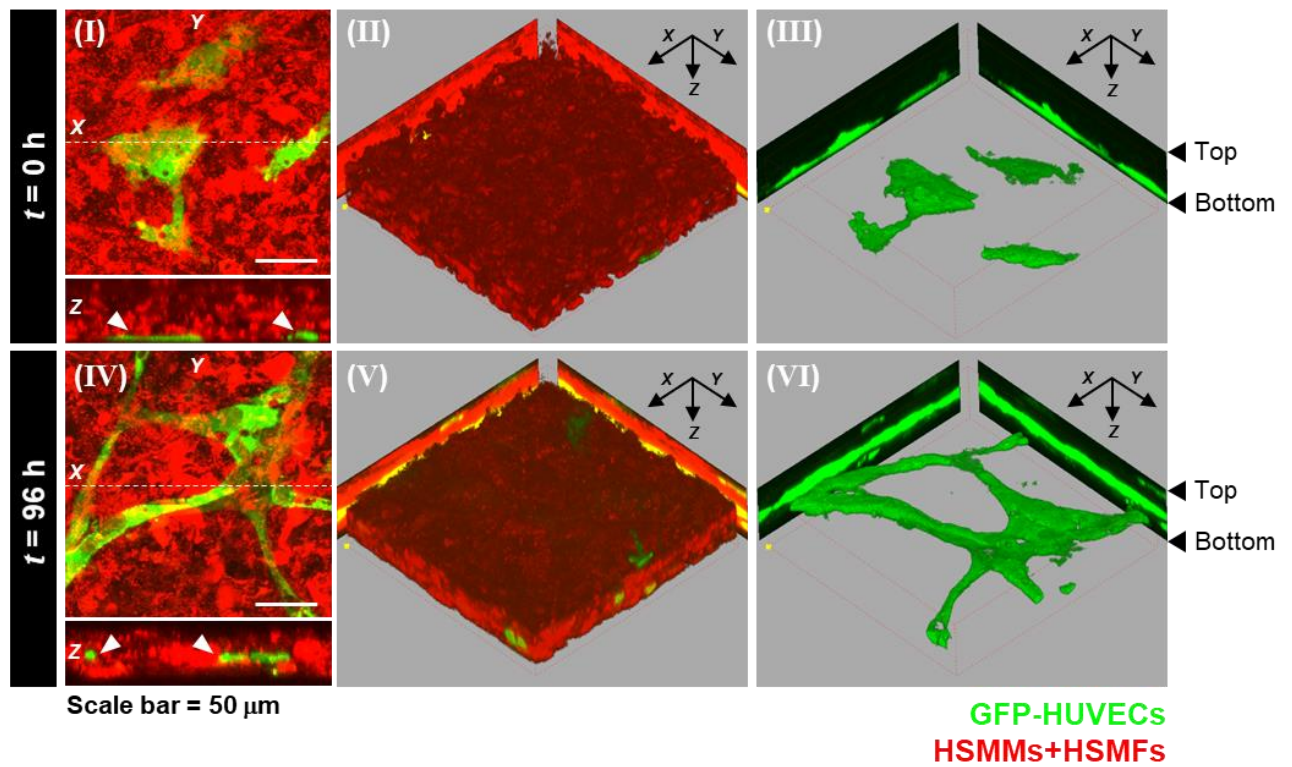 t = 0 h
(I)
Y
X
Z
(II)
X
Y
Z
(III)
X
Y
Z
Top
Bottom
t = 96 h
(IV)
Y
X
Z
(V)
X
Y
Z
(VI)
X
Y
Z
Top
Bottom
Scale bar = 50 μm
GFP-HUVECs
HSMMs+HSMFs